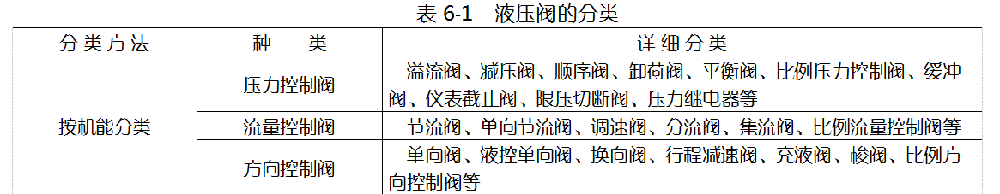 表 6-1 液压阀的分类
分 类 方 法 种 类 详 细 分 类
按机能分类
压力控制阀
溢流阀、减压阀、顺序阀、卸荷阀、平衡阀、比例压力控制阀、缓冲
阀、仪表截止阀、限压切断阀、压力继电器等
流量控制阀
节流阀、单向节流阀、调速阀、分流阀、集流阀、比例流量控制阀等
方向控制阀
单向阀、液控单向阀、换向阀、行程减速阀、充液阀、梭阀、比例方
向控制阀等